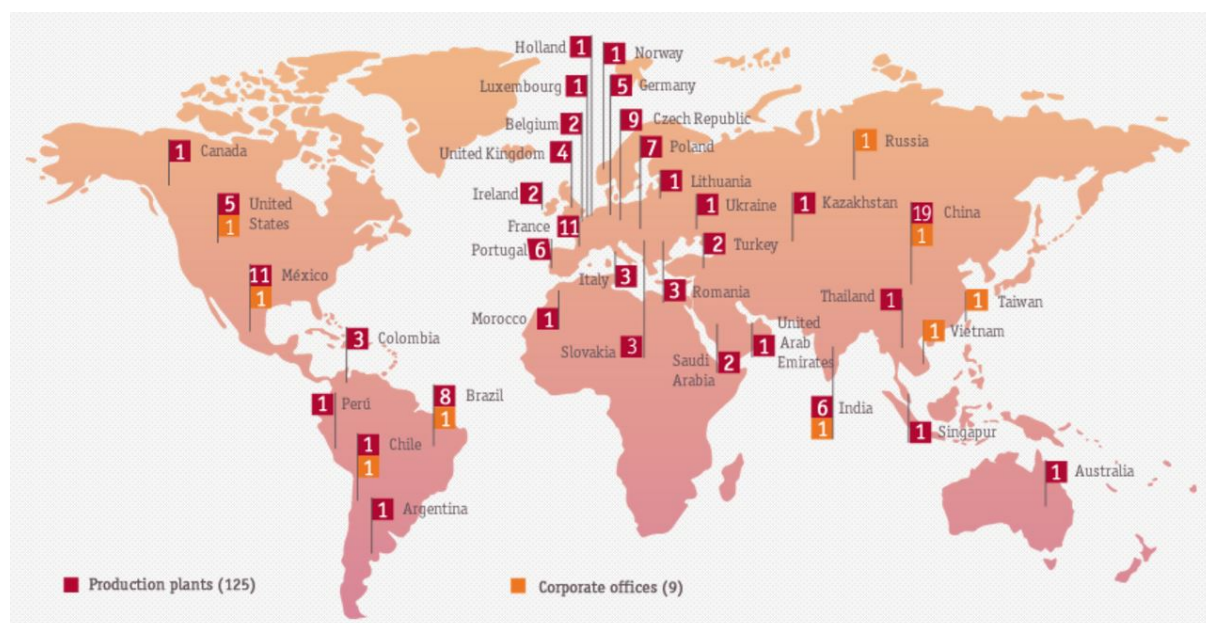 Holland 1
1 Norway
Luxembourg 1
5 Germany
Belgium 2
9 Czech Republic
United Kingdom 4
7 Poland
1 Canada
1 Russia
Ireland 2
1 Lithuania
5 United
1 States
1 Ukraine
1 Kazakhstan
19 China
1
France 11
Portugal 6
2 Turkey
11 México
1
Italy 3
3 Romania
Thailand 1
1 Taiwan
Morocco 1
1 Vietnam
3 Colombia
Slovakia 3
Saudi
Arabia 2
United
Arab
1 Emirates
1 Perú
8 Brazil
1
6 India
1
1 Chile
1
1 Singapur
1 Australia
1 Argentina
Production plants (125)
Corporate offices (9)